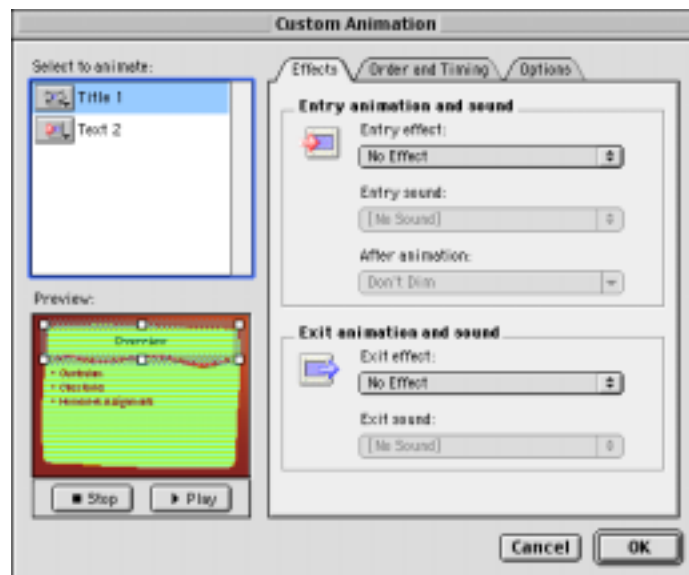 Custom Animation
Select to animate:
Title 1
Text 2
Preview:
Overview
• Homework Assignments
Stop
Play
Effects
Order and Timing
Options
Entry animation and sound
Entry effect:
No Effect
Entry sound:
[No Sound]
After animation:
Don't Dim
Exit animation and sound
Exit effect:
No Effect
Exit sound:
[No Sound]
Cancel
OK